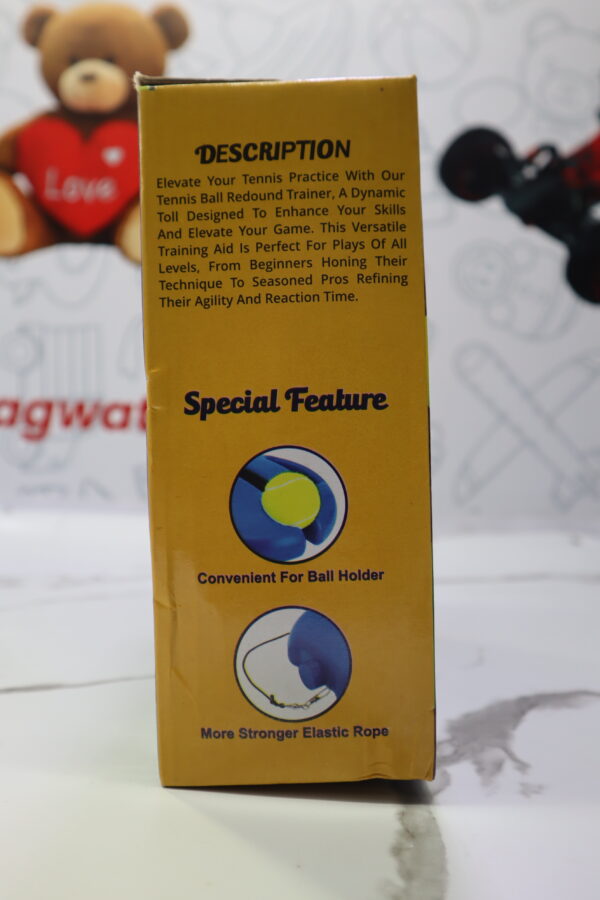 DESCRIPTION
Elevate Your Tennis Practice With Our
Tennis Ball Redound Trainer, A Dynamic
Toll Designed To Enhance Your Skills
And Elevate Your Game. This Versatile
Training Aid Is Perfect For Plays Of All
Levels, From Beginners Honing Their
Technique To Seasoned Pros Refining
Their Agility And Reaction Time.
Love
Special Feature
agwat
Convenient For Ball Holder
More Stronger Elastic Rope